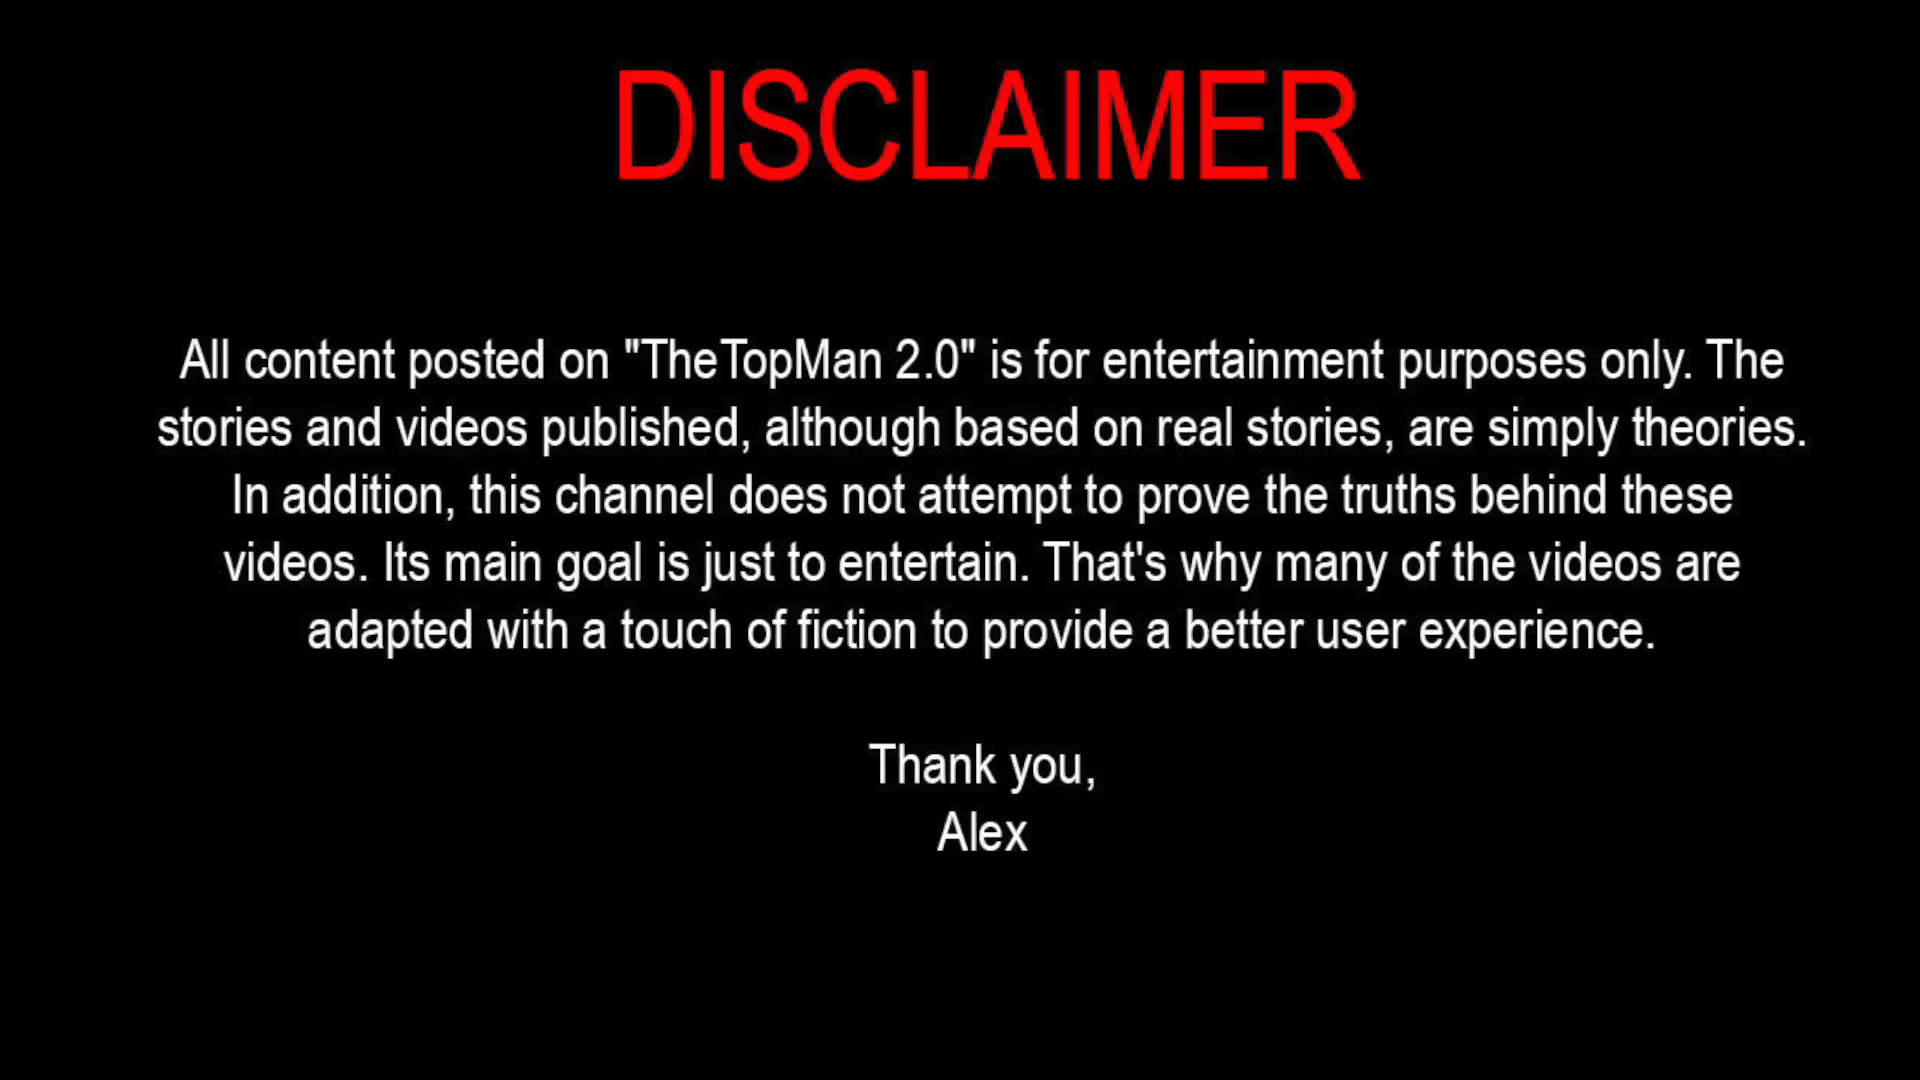 DISCLAIMER
All content posted on "TheTopMan 2.0" is for entertainment purposes only. The
stories and videos published, although based on real stories, are simply theories.
In addition, this channel does not attempt to prove the truths behind these
videos. Its main goal is just to entertain. That's why many of the videos are
adapted with a touch of fiction to provide a better user experience.
Thank you,
Alex